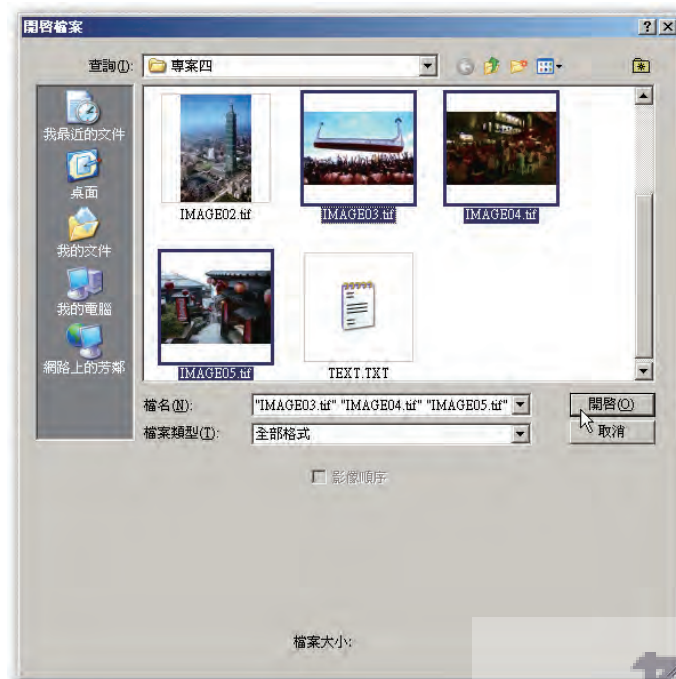 開啓檔案
查詢(I): 專案四
我最近的文件
桌面
我的文件
我的電腦
網路上的芳鄰
IMAGE02.tif
IMAGE03.tif
IMAGE04.tif
IMAGE05.tif
TEXT.TXT
檔名(N): "IMAGE03.tif" "IMAGE04.tif" "IMAGE05.tif" 開啓(O)
檔案類型(T): 全部格式 取消
影像順序
檔案大小: